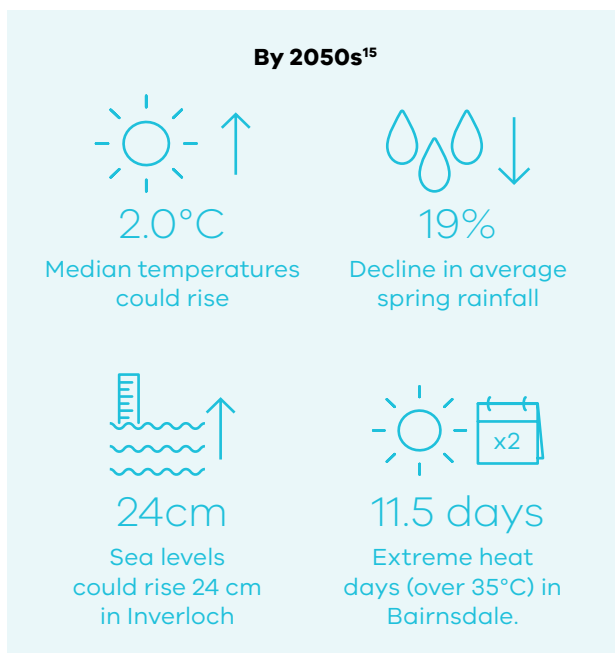 By 2050s¹⁵
2.0°C
Median temperatures
could rise
19%
Decline in average
spring rainfall
24cm
Sea levels
could rise 24 cm
in Inverloch
x2
11.5 days
Extreme heat
days (over 35°C) in
Bairnsdale.